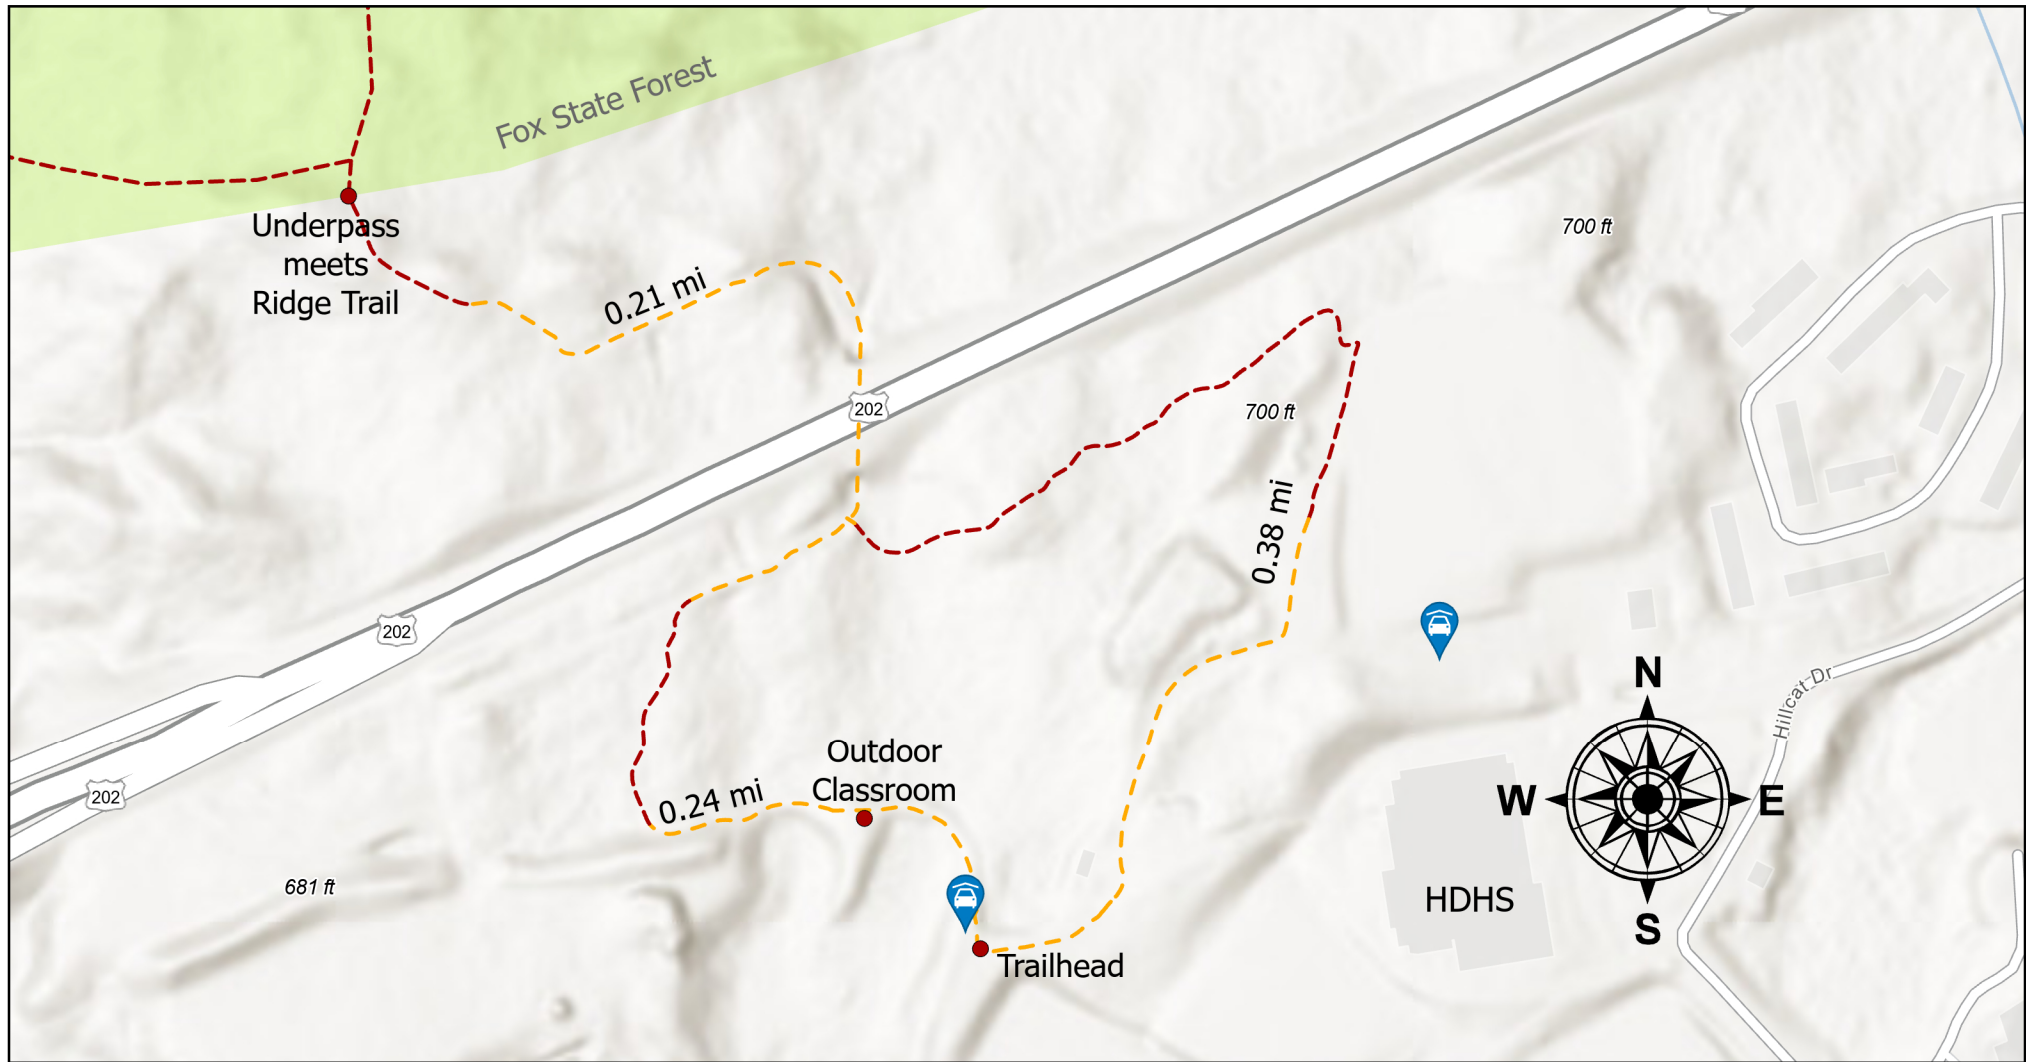 Fox State Forest
Underpass
meets
Ridge Trail
0.21 mi
700 ft
202
700 ft
0.38 mi
202
N
Hillcat Dr
Outdoor
Classroom
0.24 mi
202
W
E
681 ft
HDHS
S
Trailhead